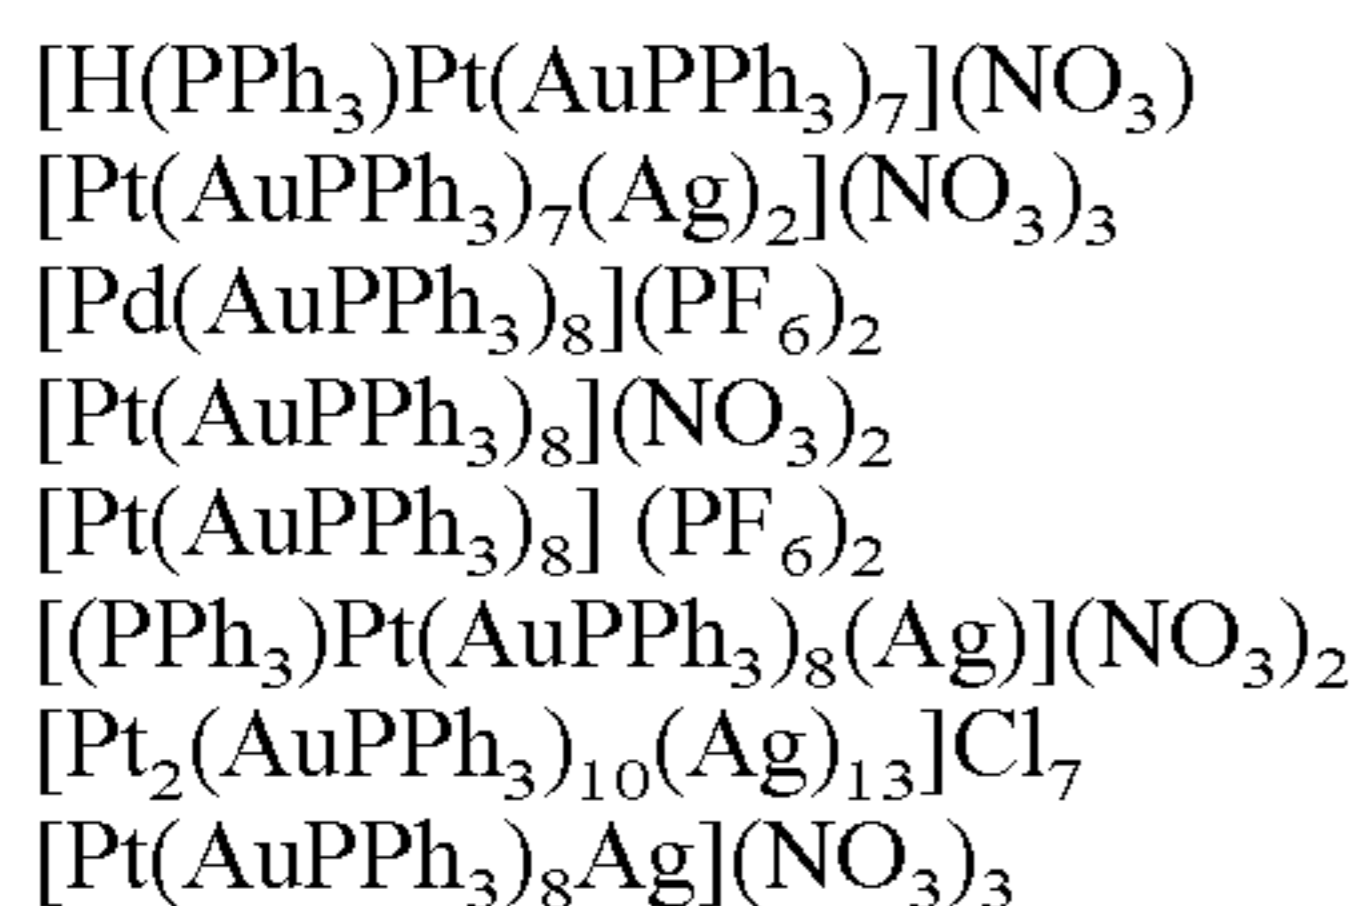 [H(PPh₃)Pt(AuPPh₃)₇](NO₃)
[Pt(AuPPh₃)₇(Ag)₂](NO₃)₃
[Pd(AuPPh₃)₈](PF₆)₂
[Pt(AuPPh₃)₈](NO₃)₂
[Pt(AuPPh₃)₈] (PF₆)₂
[(PPh₃)Pt(AuPPh₃)₈(Ag)](NO₃)₂
[Pt₂(AuPPh₃)₁₀(Ag)₁₃]Cl₇
[Pt(AuPPh₃)₈Ag](NO₃)₃